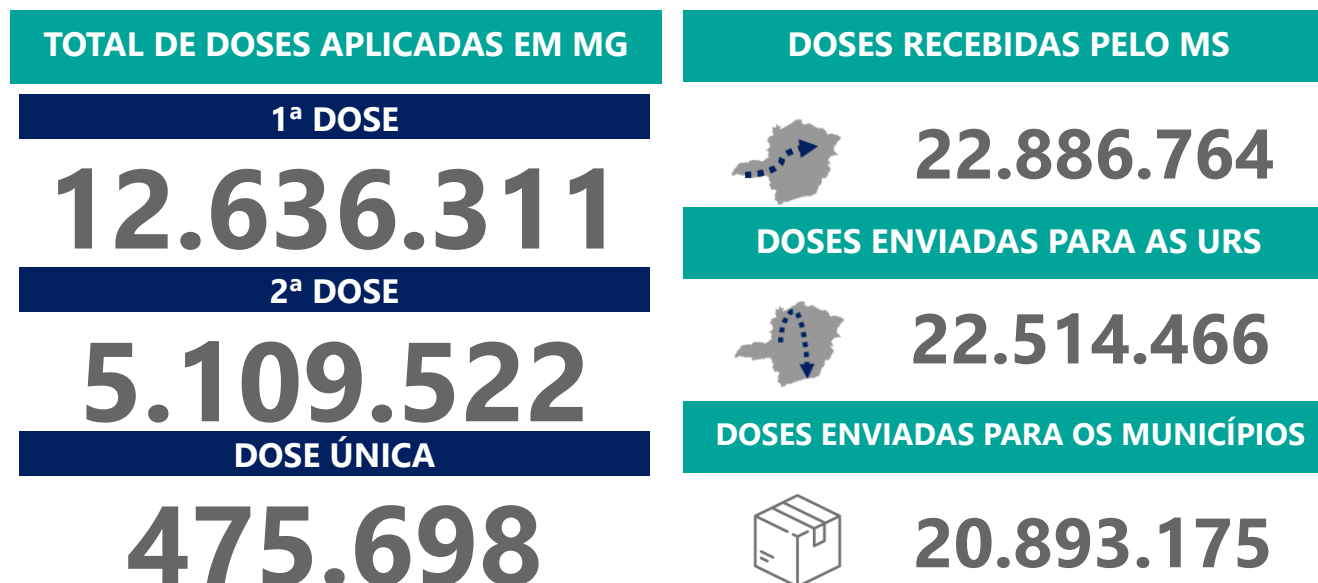 TOTAL DE DOSES APLICADAS EM MG
1ª DOSE
12.636.311
2ª DOSE
5.109.522
DOSE ÚNICA
475.698
DOSES RECEBIDAS PELO MS
22.886.764
DOSES ENVIADAS PARA AS URS
22.514.466
DOSES ENVIADAS PARA OS MUNICÍPIOS
20.893.175